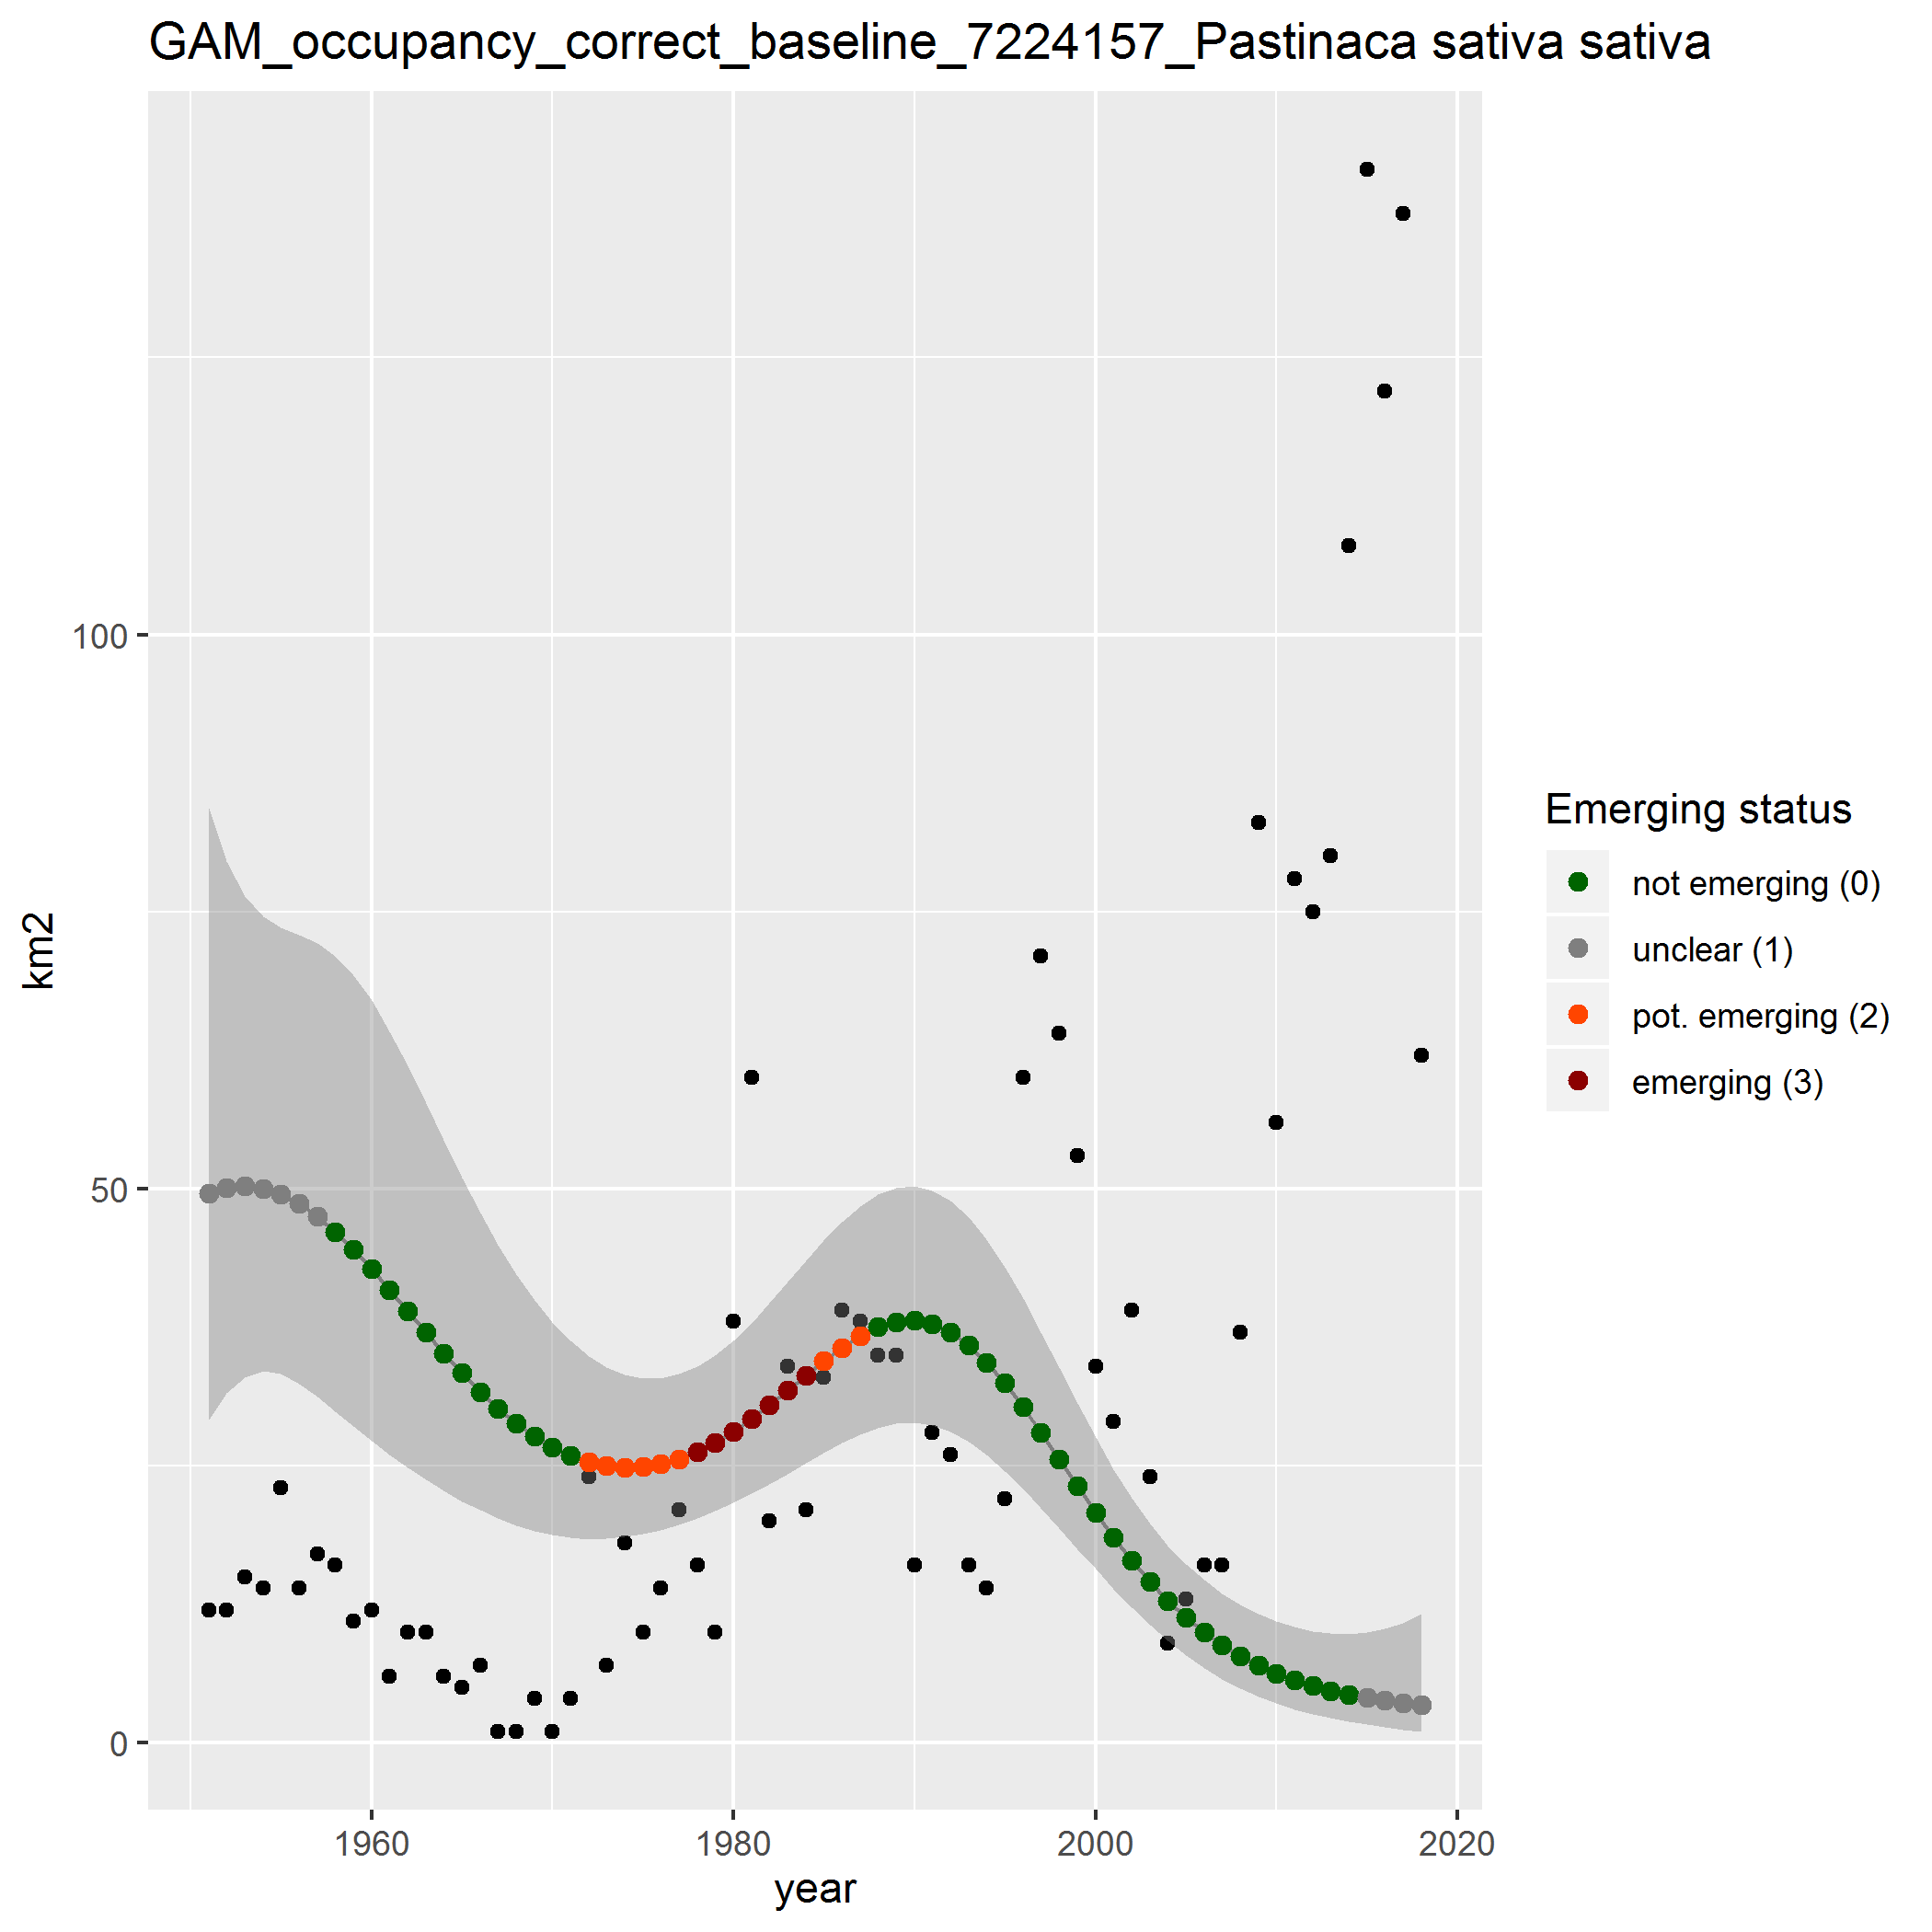 GAM_occupancy_correct_baseline_7224157_Pastinaca sativa sativa
100
50
0
km2
1960 1980 2000 2020
year
Emerging status
not emerging (0)
unclear (1)
pot. emerging (2)
emerging (3)